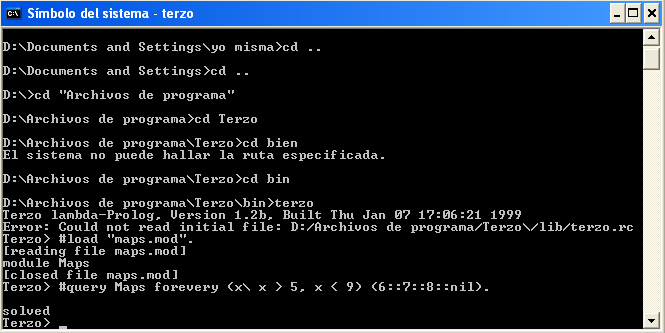 Símbolo del sistema - terzo
D:\Documents and Settings\yo misma>cd ..
D:\Documents and Settings>cd ..
D:\>cd "Archivos de programa"
D:\Archivos de programa>cd Terzo
D:\Archivos de programa\Terzo>cd bien
El sistema no puede hallar la ruta especificada.
D:\Archivos de programa\Terzo>cd bin
D:\Archivos de programa\Terzo\bin>terzo
Terzo lambda-Prolog, Version 1.2b, Built Thu Jan 07 17:06:21 1999
Error: Could not read initial file: D:/Archivos de programa/Terzo\/lib/terzo.rc
Terzo> #load "maps.mod".
[reading file maps.mod]
module Maps
[closed file maps.mod]
Terzo> #query Maps forevery (x\ x > 5, x < 9) (6::7::8::nil).
solved
Terzo> _